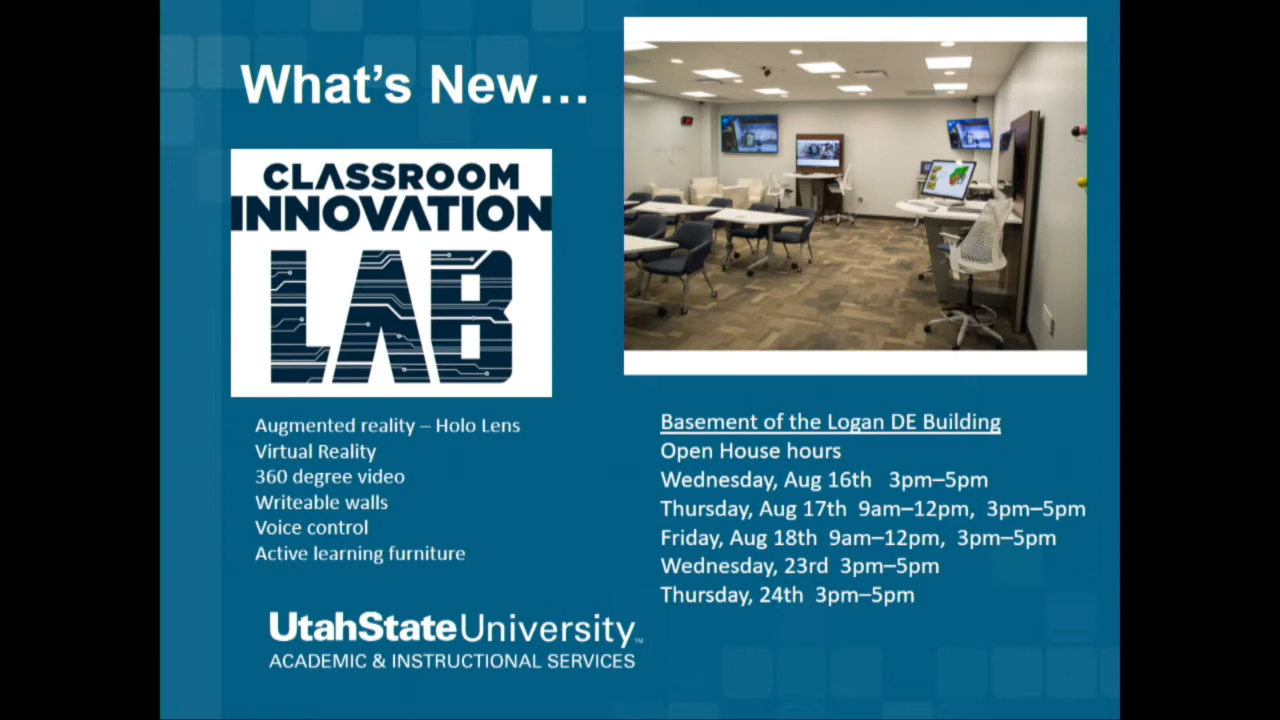 What's New…
CLASSROOM
INNOVATION
LAB
Augmented reality – Holo Lens
Virtual Reality
360 degree video
Writeable walls
Voice control
Active learning furniture
Basement of the Logan DE Building
Open House hours
Wednesday, Aug 16th 3pm–5pm
Thursday, Aug 17th 9am–12pm, 3pm–5pm
Friday, Aug 18th 9am–12pm, 3pm–5pm
Wednesday, 23rd 3pm–5pm
Thursday, 24th 3pm–5pm
UtahStateUniversity™
ACADEMIC & INSTRUCTIONAL SERVICES